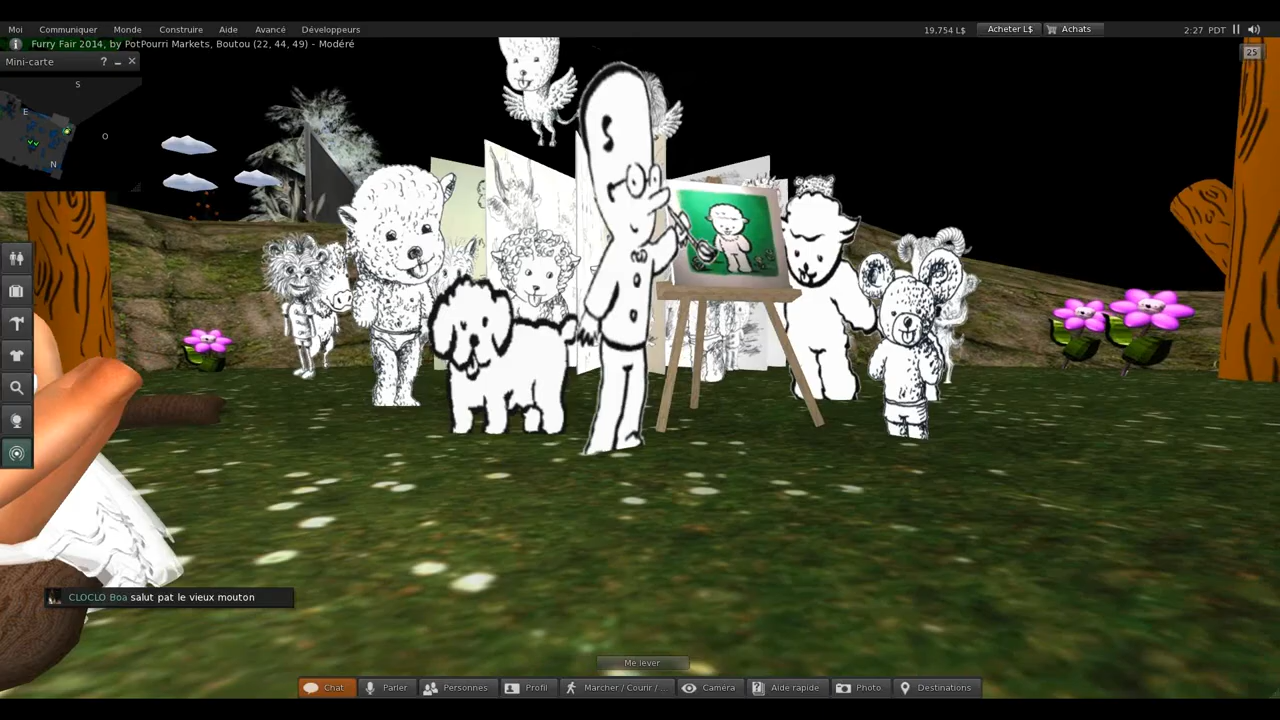 Moi Communiquer Monde Construire Aide Avancé Développeurs 19,754 L$ Acheter L$ Achats 2:27 PDT
Furry Fair 2014, by PotPourri Markets, Boutou (22, 44, 49) - Modéré
25
Mini-carte ? _ ×
S
E
O
N
CLOCLO Boa salut pat le vieux mouton
Me lever
Chat Parler Personnes Profil Marcher / Courir / ... Caméra Aide rapide Photo Destinations